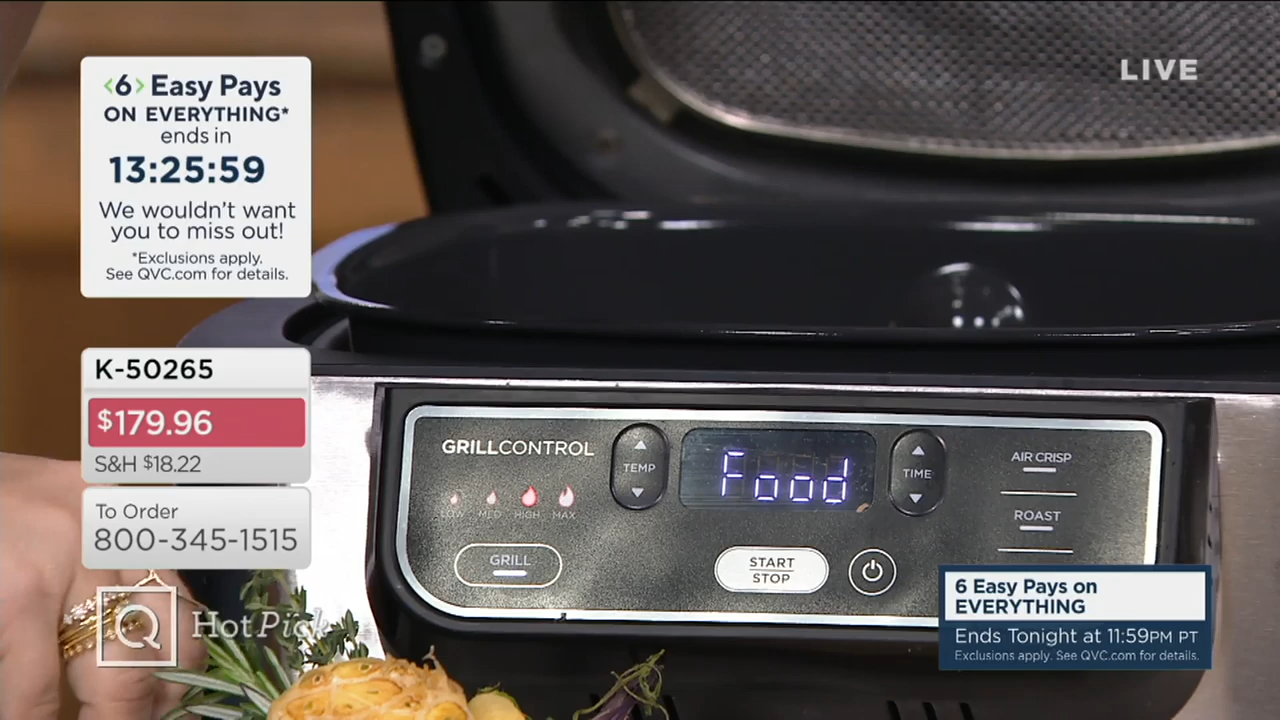 <6> Easy Pays
ON EVERYTHING*
ends in
13:25:59
We wouldn't want
you to miss out!
*Exclusions apply.
See QVC.com for details.
LIVE
K-50265
$179.96
S&H $18.22
To Order
800-345-1515
Q HotPick
GRILLCONTROL
LOW MED HIGH MAX
GRILL
TEMP
Food
TIME
START
STOP
AIR CRISP
ROAST
6 Easy Pays on
EVERYTHING
Ends Tonight at 11:59PM PT
Exclusions apply. See QVC.com for details.